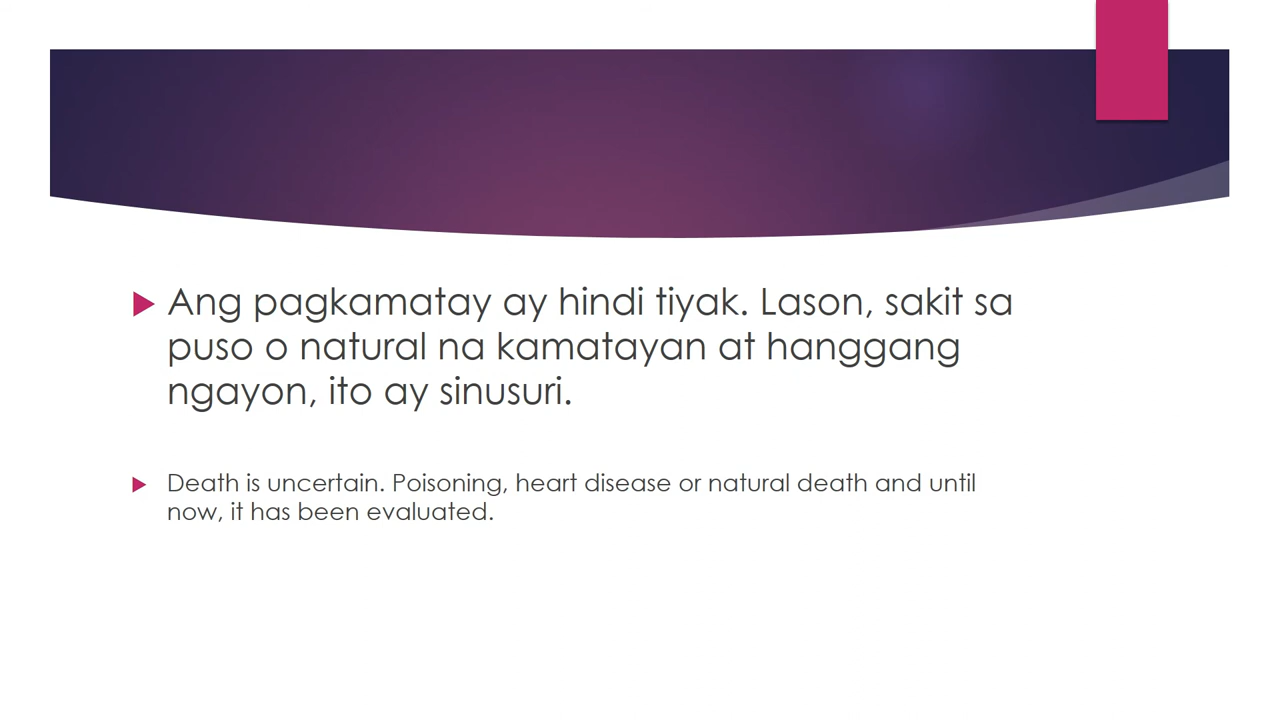 Ang pagkamatay ay hindi tiyak. Lason, sakit sa
puso o natural na kamatayan at hanggang
ngayon, ito ay sinusuri.
Death is uncertain. Poisoning, heart disease or natural death and until
now, it has been evaluated.